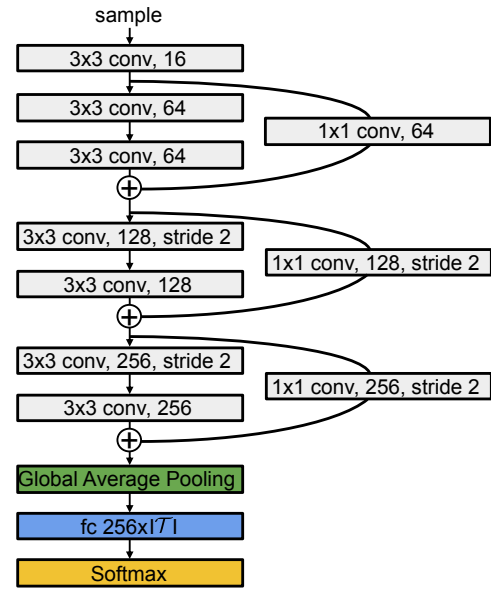 sample
3x3 conv, 16
3x3 conv, 64
1x1 conv, 64
3x3 conv, 64
+
3x3 conv, 128, stride 2
1x1 conv, 128, stride 2
3x3 conv, 128
+
3x3 conv, 256, stride 2
1x1 conv, 256, stride 2
3x3 conv, 256
+
Global Average Pooling
fc 256x|𝒯|
Softmax